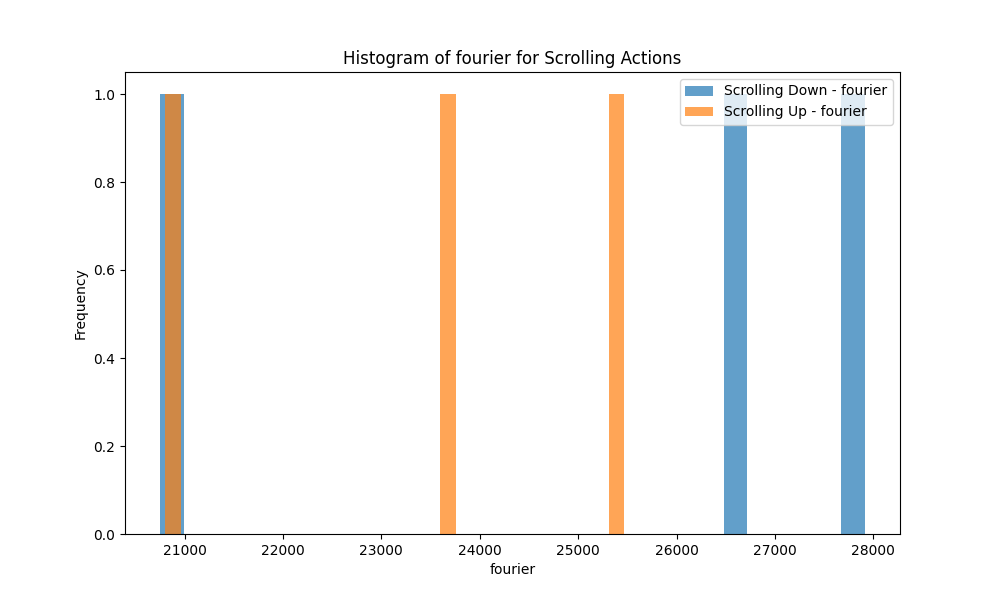 Histogram of fourier for Scrolling Actions
Scrolling Down - fourier
Scrolling Up - fourier
1.0
0.8
0.6
0.4
0.2
0.0
Frequency
21000 22000 23000 24000 25000 26000 27000 28000
fourier